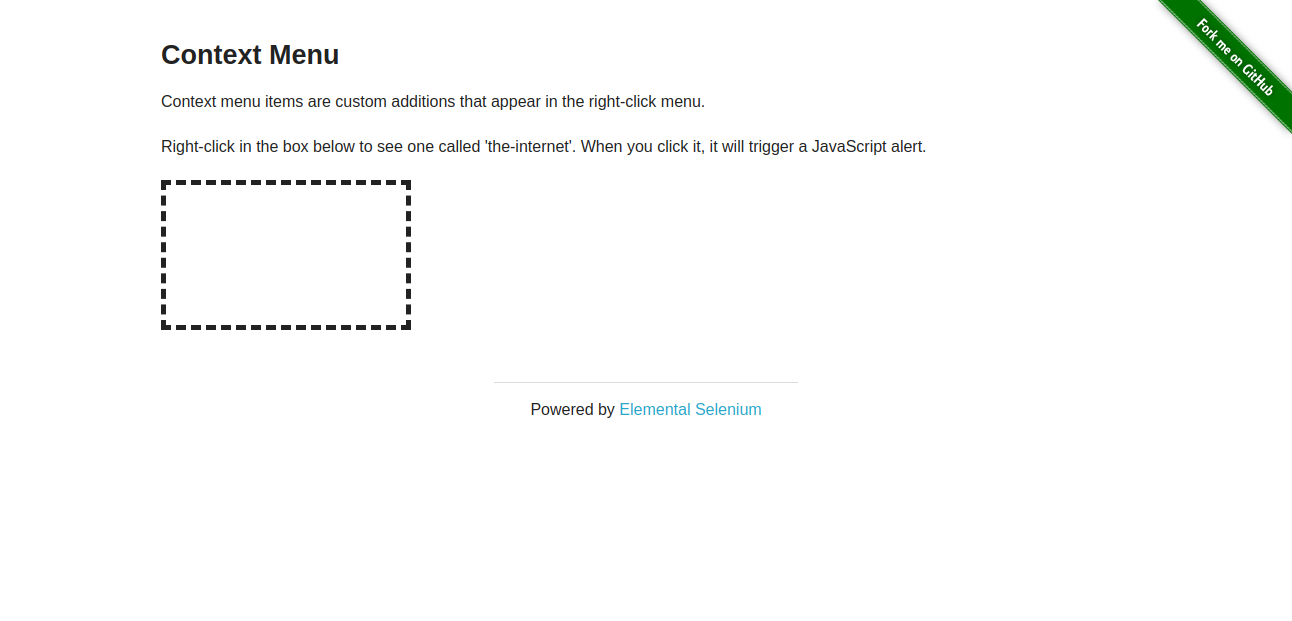 Fork me on GitHub
Context Menu
Context menu items are custom additions that appear in the right-click menu.
Right-click in the box below to see one called 'the-internet'. When you click it, it will trigger a JavaScript alert.
Powered by Elemental Selenium